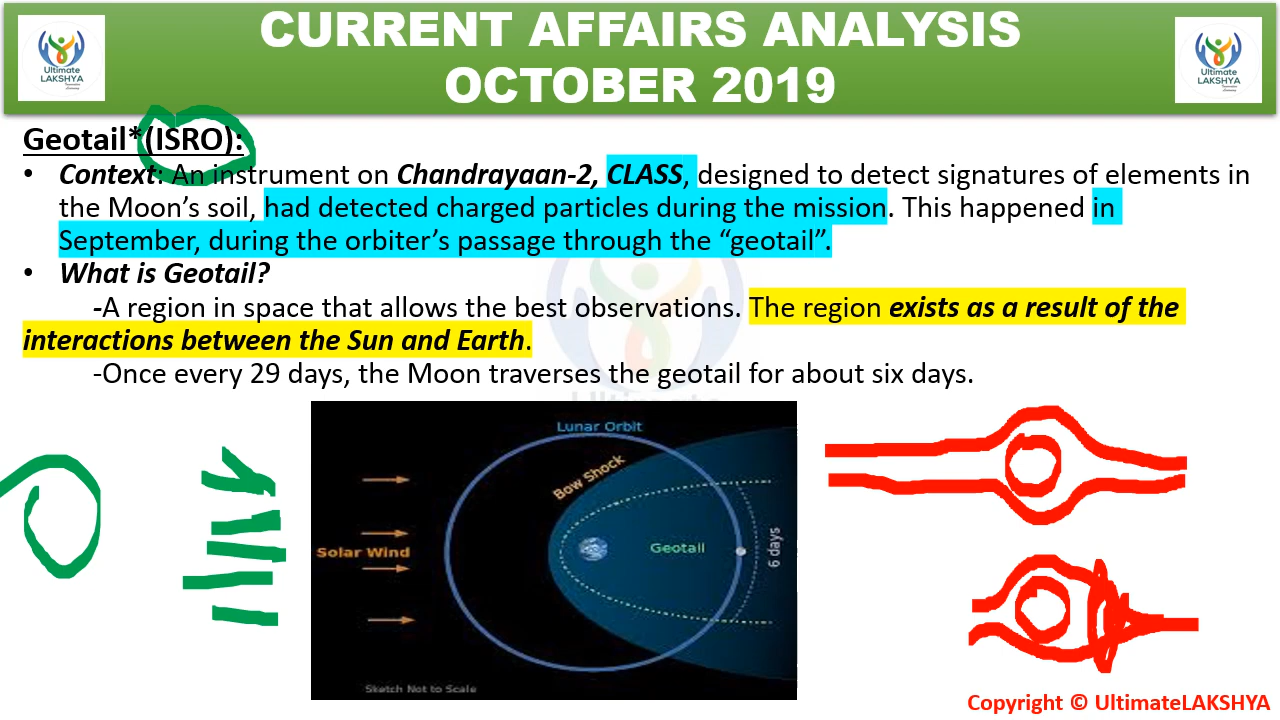 CURRENT AFFAIRS ANALYSIS
OCTOBER 2019
Ultimate
LAKSHYA
Ultimate
LAKSHYA
Geotail*(ISRO):
• Context: An instrument on Chandrayaan-2, CLASS, designed to detect signatures of elements in
the Moon’s soil, had detected charged particles during the mission. This happened in
September, during the orbiter’s passage through the “geotail”.
• What is Geotail?
-A region in space that allows the best observations. The region exists as a result of the
interactions between the Sun and Earth.
-Once every 29 days, the Moon traverses the geotail for about six days.
Ultimate
Lunar Orbit
Bow Shock
Solar Wind
Geotail
6 days
Sketch Not to Scale
Copyright © UltimateLAKSHYA